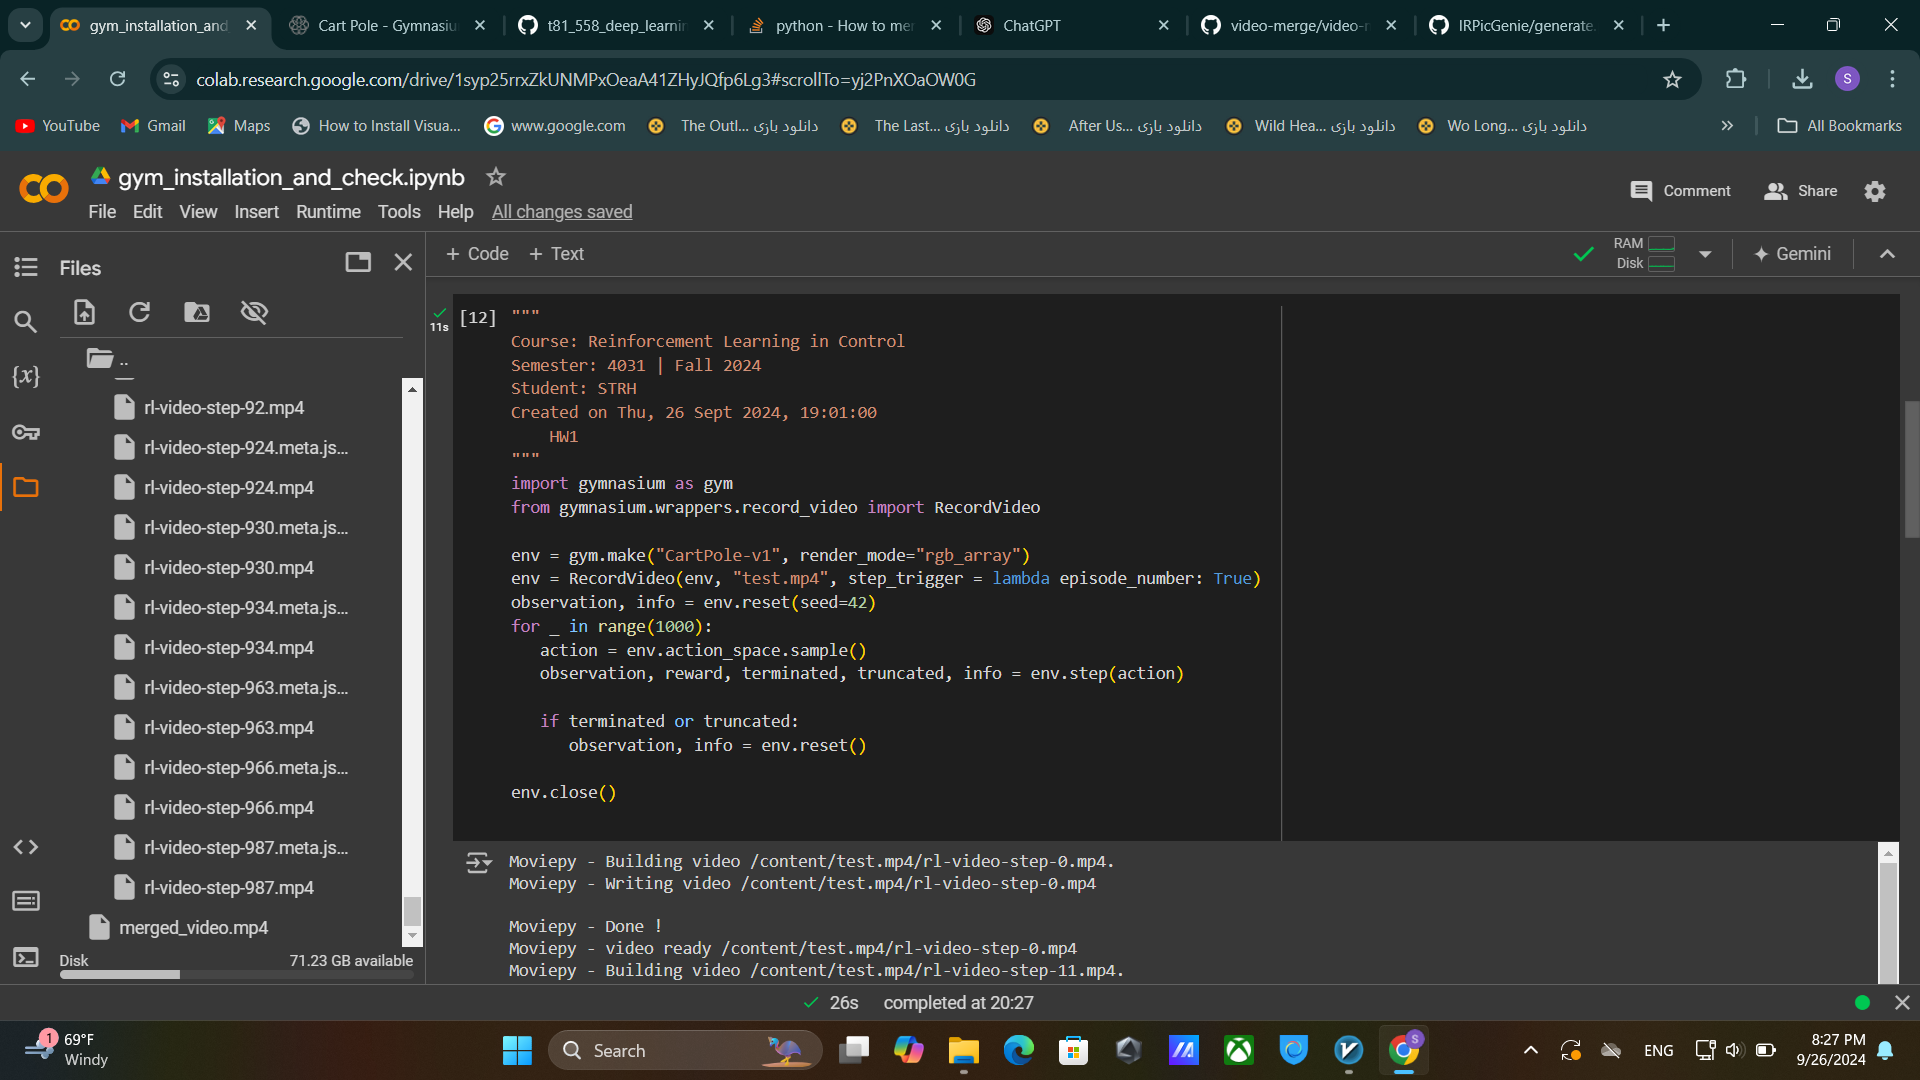 gym_installation_and_
Cart Pole - Gymnasiu
t81_558_deep_learnin
python - How to mer
ChatGPT
video-merge/video-r
IRPicGenie/generate.
colab.research.google.com/drive/1syp25rrxZkUNMPxOeaA41ZHyJQfp6Lg3#scrollTo=yj2PnXOaOW0G
S
YouTube
Gmail
Maps
How to Install Visua...
www.google.com
The Outl... دانلود بازی
The Last... دانلود بازی
After Us... دانلود بازی
Wild Hea... دانلود بازی
Wo Long... دانلود بازی
All Bookmarks
gym_installation_and_check.ipynb
Comment
Share
File Edit View Insert Runtime Tools Help All changes saved
Files
+ Code + Text
RAM
Disk
Gemini
..
rl-video-step-92.mp4
rl-video-step-924.meta.js...
rl-video-step-924.mp4
rl-video-step-930.meta.js...
rl-video-step-930.mp4
rl-video-step-934.meta.js...
rl-video-step-934.mp4
rl-video-step-963.meta.js...
rl-video-step-963.mp4
rl-video-step-966.meta.js...
rl-video-step-966.mp4
rl-video-step-987.meta.js...
rl-video-step-987.mp4
merged_video.mp4
Disk 71.23 GB available
11s
[12] """
Course: Reinforcement Learning in Control
Semester: 4031 | Fall 2024
Student: STRH
Created on Thu, 26 Sept 2024, 19:01:00
HW1
"""
import gymnasium as gym
from gymnasium.wrappers.record_video import RecordVideo
env = gym.make("CartPole-v1", render_mode="rgb_array")
env = RecordVideo(env, "test.mp4", step_trigger = lambda episode_number: True)
observation, info = env.reset(seed=42)
for _ in range(1000):
action = env.action_space.sample()
observation, reward, terminated, truncated, info = env.step(action)
if terminated or truncated:
observation, info = env.reset()
env.close()
Moviepy - Building video /content/test.mp4/rl-video-step-0.mp4.
Moviepy - Writing video /content/test.mp4/rl-video-step-0.mp4
Moviepy - Done !
Moviepy - video ready /content/test.mp4/rl-video-step-0.mp4
Moviepy - Building video /content/test.mp4/rl-video-step-11.mp4.
26s completed at 20:27
1
69°F
Windy
Search
S
ENG
8:27 PM
9/26/2024